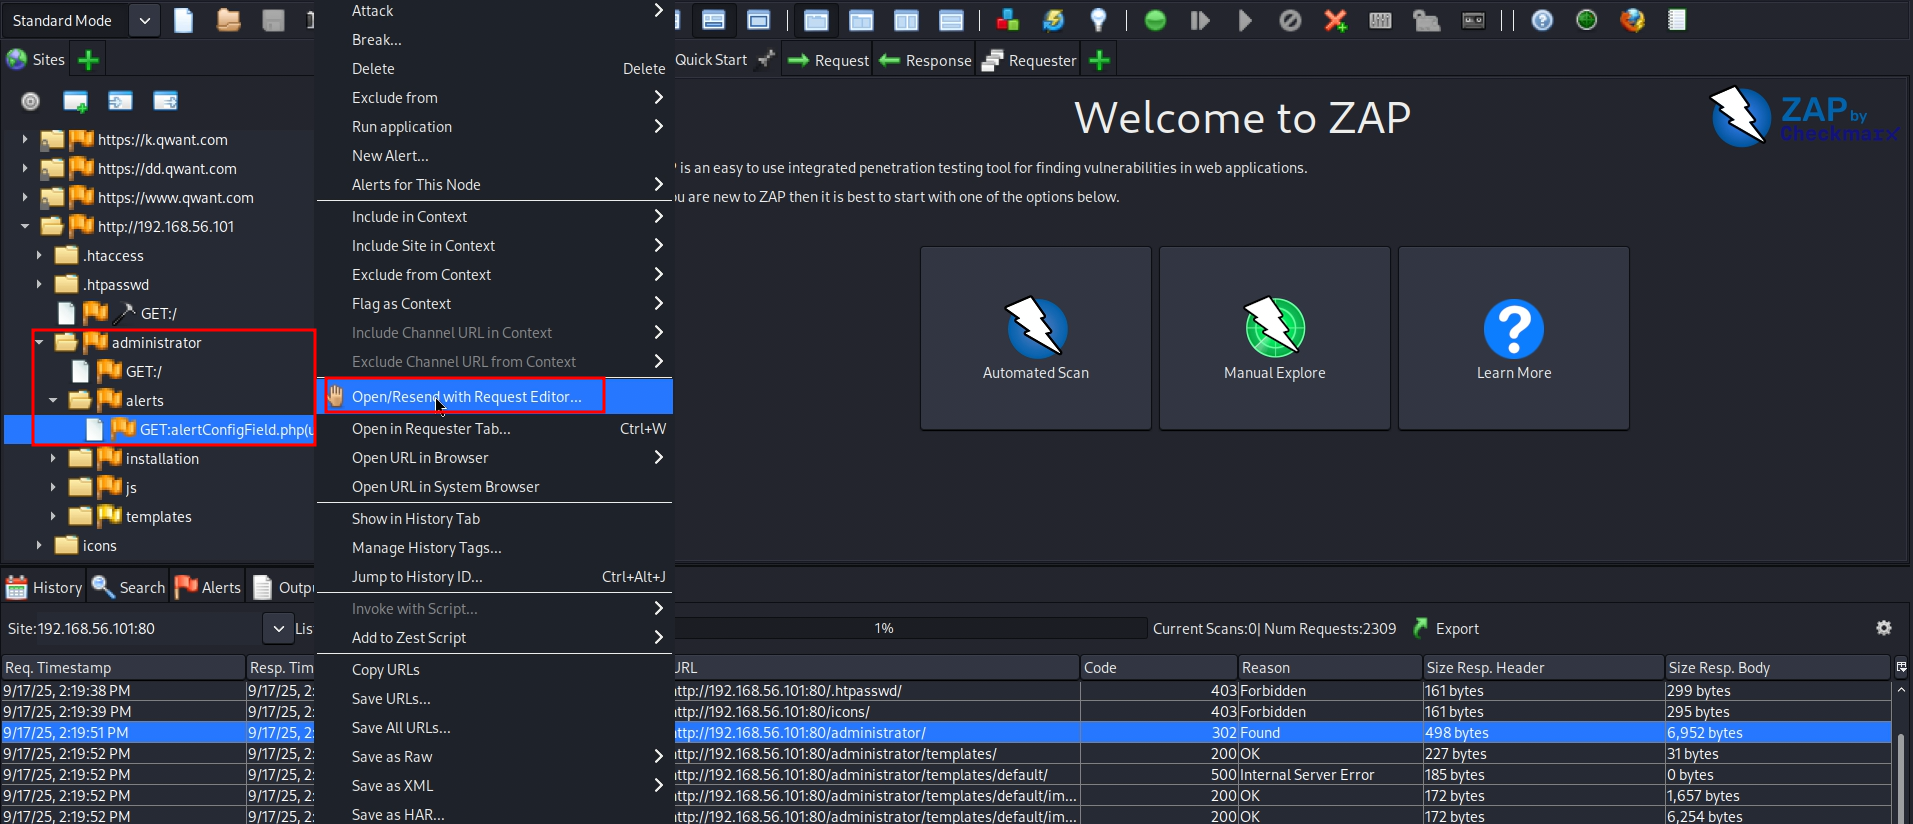 Standard Mode
Sites
Quick Start
Request
Response
Requester
https://k.qwant.com
https://dd.qwant.com
https://www.qwant.com
http://192.168.56.101
.htaccess
.htpasswd
GET:/
administrator
GET:/
alerts
GET:alertConfigField.php(u
installation
js
templates
icons
Attack
Break...
Delete Delete
Exclude from
Run application
New Alert...
Alerts for This Node
Include in Context
Include Site in Context
Exclude from Context
Flag as Context
Include Channel URL in Context
Exclude Channel URL from Context
Open/Resend with Request Editor...
Open in Requester Tab... Ctrl+W
Open URL in Browser
Open URL in System Browser
Show in History Tab
Manage History Tags...
Jump to History ID... Ctrl+Alt+J
Invoke with Script...
Add to Zest Script
Copy URLs
Save URLs...
Save All URLs...
Save as Raw
Save as XML
Save as HAR...
Welcome to ZAP
ZAP by
Checkmarx
is an easy to use integrated penetration testing tool for finding vulnerabilities in web applications.
u are new to ZAP then it is best to start with one of the options below.
Automated Scan
Manual Explore
Learn More
History Search Alerts Outp
Site:192.168.56.101:80 Lis 1% Current Scans:0| Num Requests:2309 Export
Req. Timestamp Resp. Tim URL Code Reason Size Resp. Header Size Resp. Body
9/17/25, 2:19:38 PM 9/17/25, 2: http://192.168.56.101:80/.htpasswd/ 403 Forbidden 161 bytes 299 bytes
9/17/25, 2:19:39 PM 9/17/25, 2: http://192.168.56.101:80/icons/ 403 Forbidden 161 bytes 295 bytes
9/17/25, 2:19:51 PM 9/17/25, 2: http://192.168.56.101:80/administrator/ 302 Found 498 bytes 6,952 bytes
9/17/25, 2:19:52 PM 9/17/25, 2: http://192.168.56.101:80/administrator/templates/ 200 OK 227 bytes 31 bytes
9/17/25, 2:19:52 PM 9/17/25, 2: http://192.168.56.101:80/administrator/templates/default/ 500 Internal Server Error 185 bytes 0 bytes
9/17/25, 2:19:52 PM 9/17/25, 2: http://192.168.56.101:80/administrator/templates/default/im... 200 OK 172 bytes 1,657 bytes
9/17/25, 2:19:52 PM 9/17/25, 2: http://192.168.56.101:80/administrator/templates/default/im... 200 OK 172 bytes 6,254 bytes